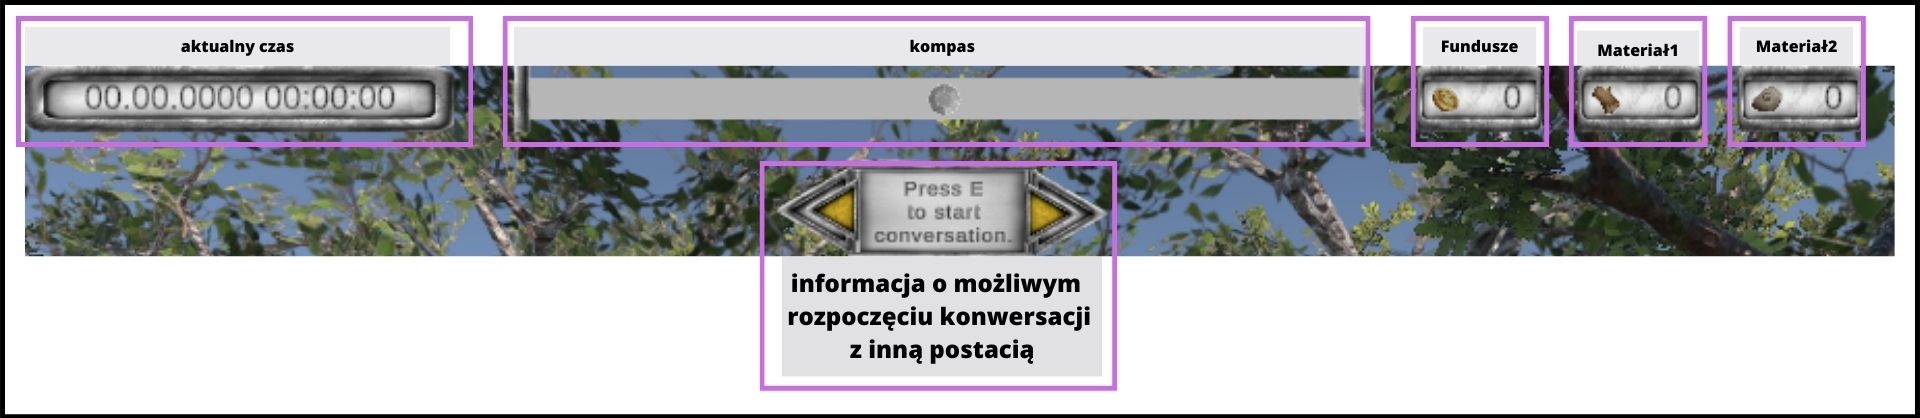 aktualny czas
kompas
Fundusze
Materiał1
Materiał2
00.00.0000 00:00:00
0
0
0
Press E
to start
conversation.
informacja o możliwym
rozpoczęciu konwersacji
z inną postacią